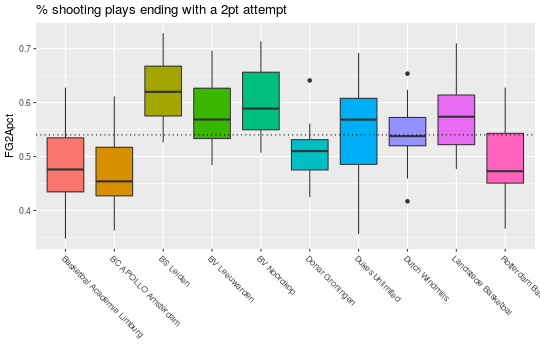 % shooting plays ending with a 2pt attempt
FG2Apct
0.7
0.6
0.5
0.4
Basketbal Academie Limburg
BC APOLLO Amsterdam
BS Leiden
BV Leeuwarden
BV Noordkop
Donar Groningen
Dukes Unlimited
Dutch Windmills
Landstede Basketbal
Rotterdam Bas